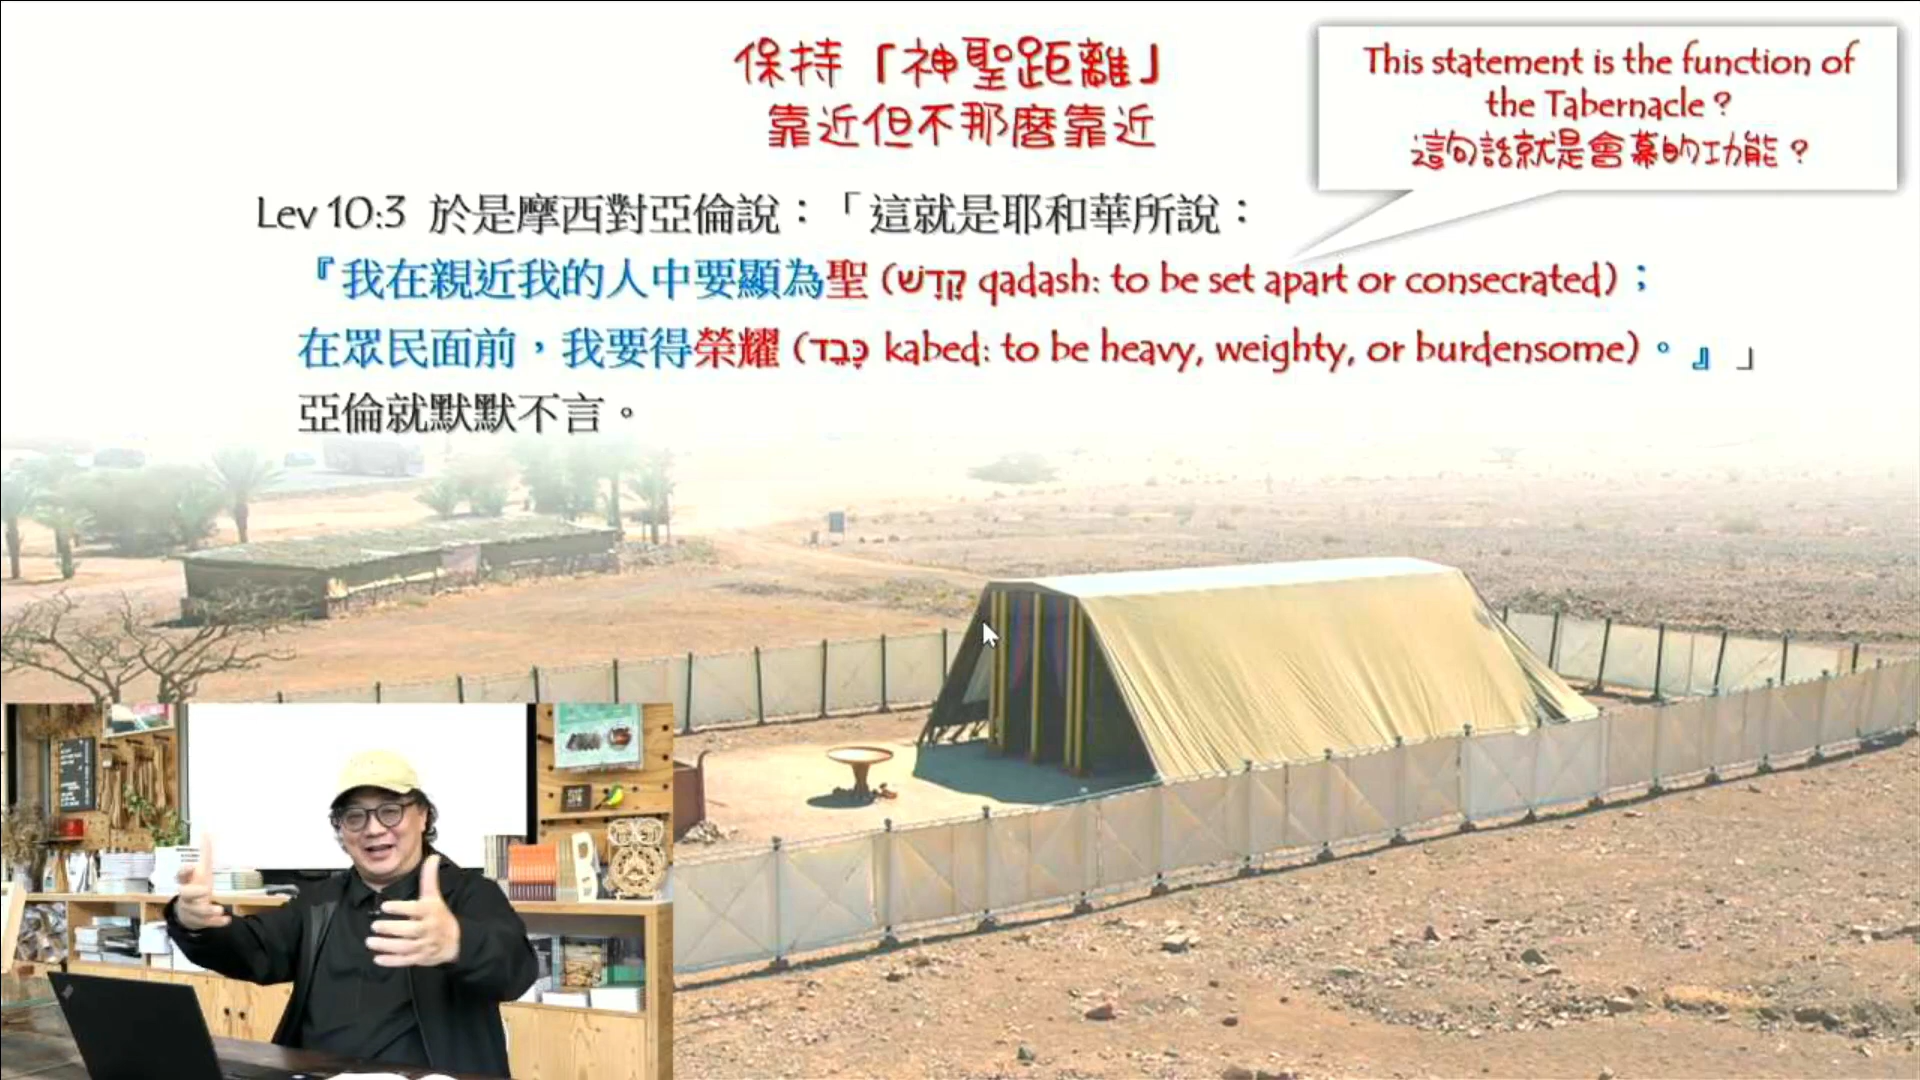 保持「神聖距離」
靠近但不那麼靠近
This statement is the function of
the Tabernacle?
這句話就是會幕的功能?
Lev 10:3 於是摩西對亞倫說:「這就是耶和華所說:
『我在親近我的人中要顯為聖 (קָדַשׁ qadash: to be set apart or consecrated);
在眾民面前,我要得榮耀 (כָּבֵד kabed: to be heavy, weighty, or burdensome)。』」
亞倫就默默不言。
B